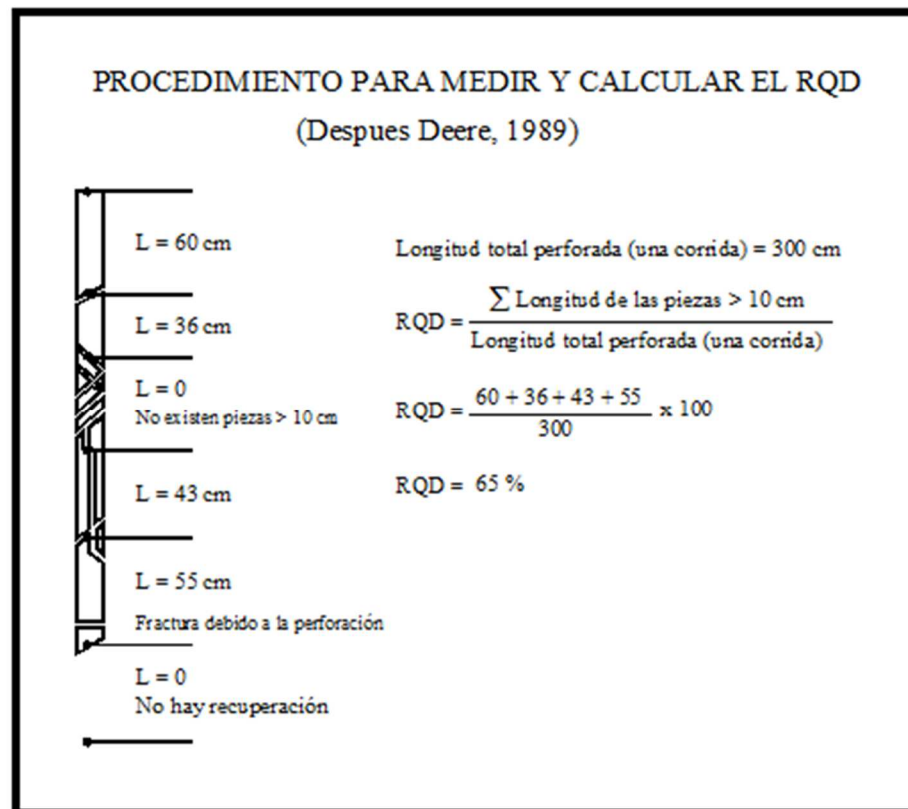 PROCEDIMIENTO PARA MEDIR Y CALCULAR EL RQD
(Despues Deere, 1989)
L = 60 cm
L = 36 cm
L = 0
No existen piezas > 10 cm
L = 43 cm
L = 55 cm
Fractura debido a la perforación
L = 0
No hay recuperación
Longitud total perforada (una corrida) = 300 cm
RQD = ∑ Longitud de las piezas > 10 cm
Longitud total perforada (una corrida)
RQD = 60 + 36 + 43 + 55 x 100
300
RQD = 65 %